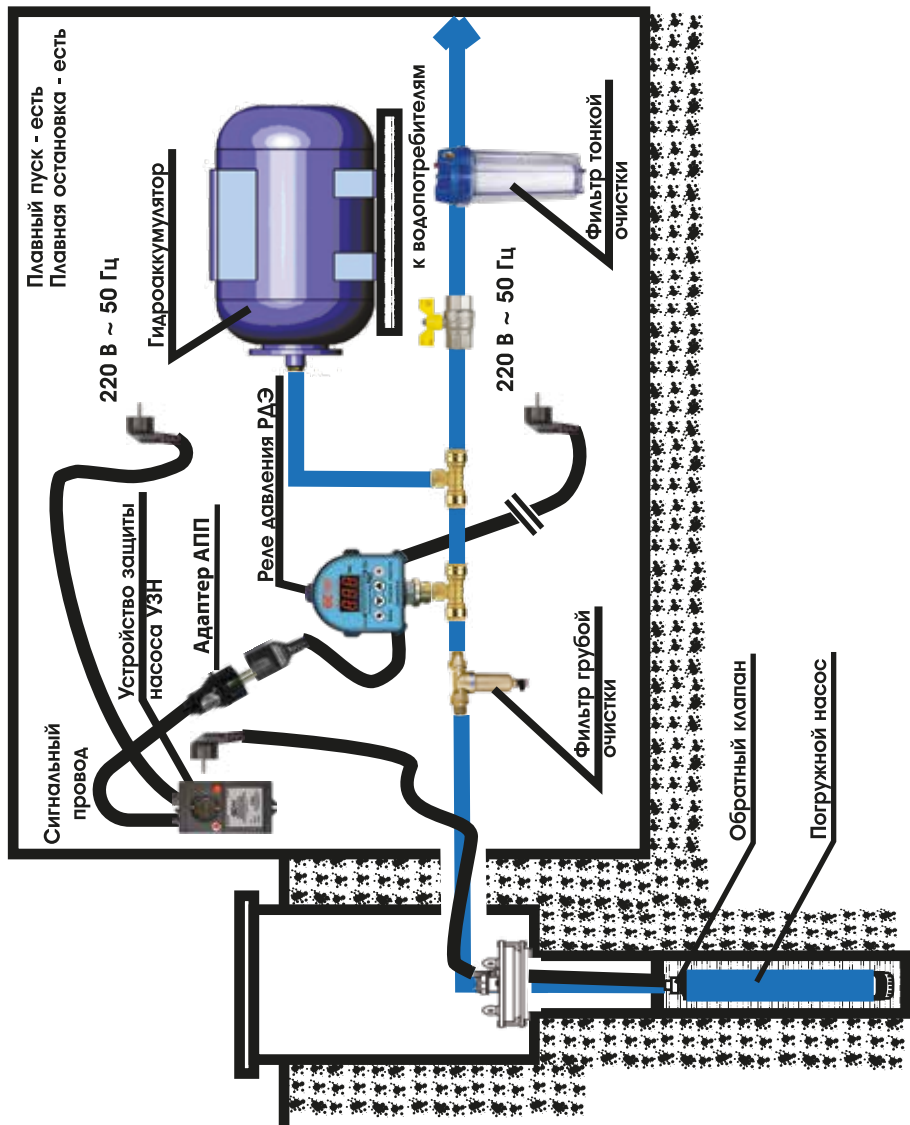 Плавный пуск - есть
Плавная остановка - есть
220 В ~ 50 Гц
Гидроаккумулятор
к водопотребителям
Фильтр тонкой
очистки
220 В ~ 50 Гц
Реле давления РДЭ
Адаптер АПП
Устройство защиты
насоса УЗН
Сигнальный
провод
Фильтр грубой
очистки
Обратный клапан
Погружной насос